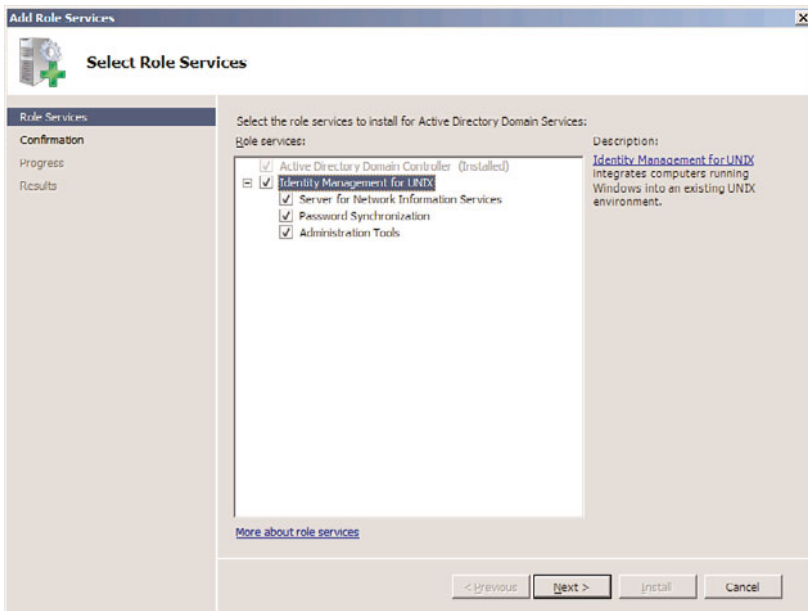 Add Role Services
Select Role Services
Role Services
Confirmation
Progress
Results
Select the role services to install for Active Directory Domain Services:
Role services:
Active Directory Domain Controller (Installed)
Identity Management for UNIX
Server for Network Information Services
Password Synchronization
Administration Tools
More about role services
Description:
Identity Management for UNIX
integrates computers running
Windows into an existing UNIX
environment.
< Previous
Next >
Install
Cancel